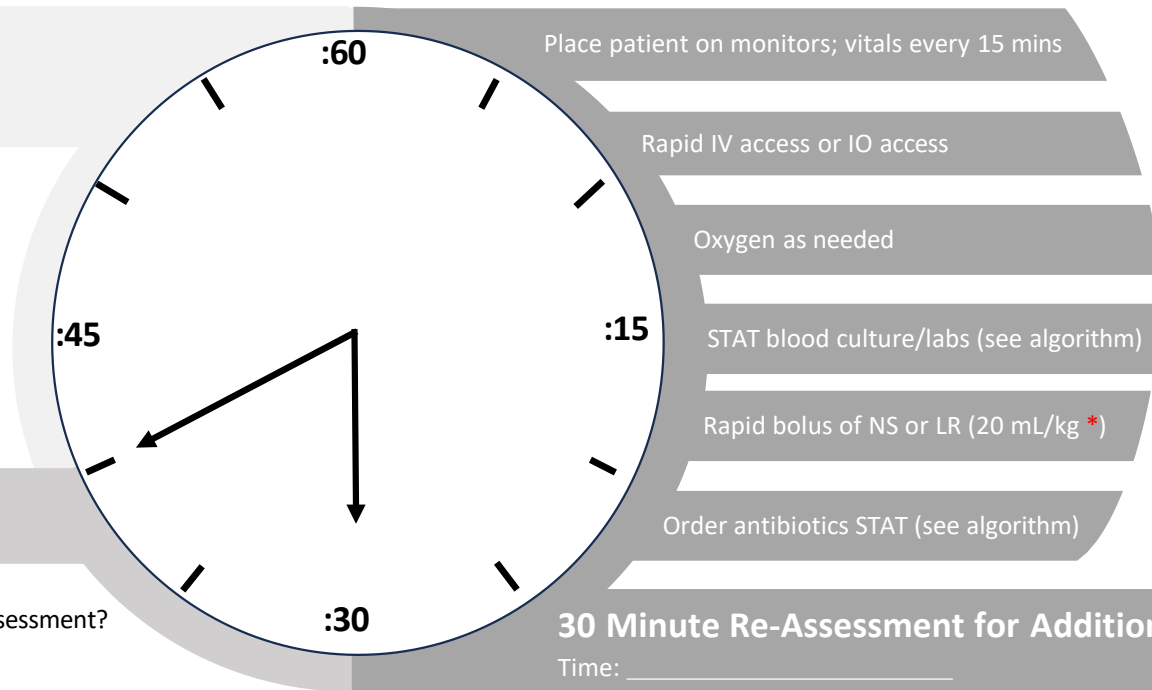 :60
:15
:30
:45
Place patient on monitors; vitals every 15 mins
Rapid IV access or IO access
Oxygen as needed
STAT blood culture/labs (see algorithm)
Rapid bolus of NS or LR (20 mL/kg *)
Order antibiotics STAT (see algorithm)
30 Minute Re-Assessment for
Time: